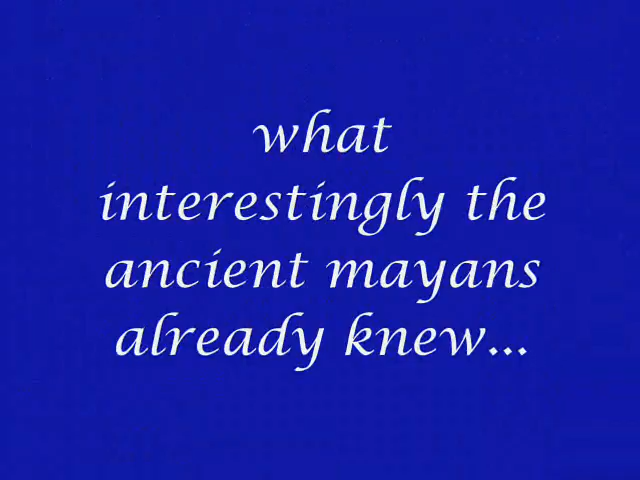 what
interestingly the
ancient mayans
already knew...